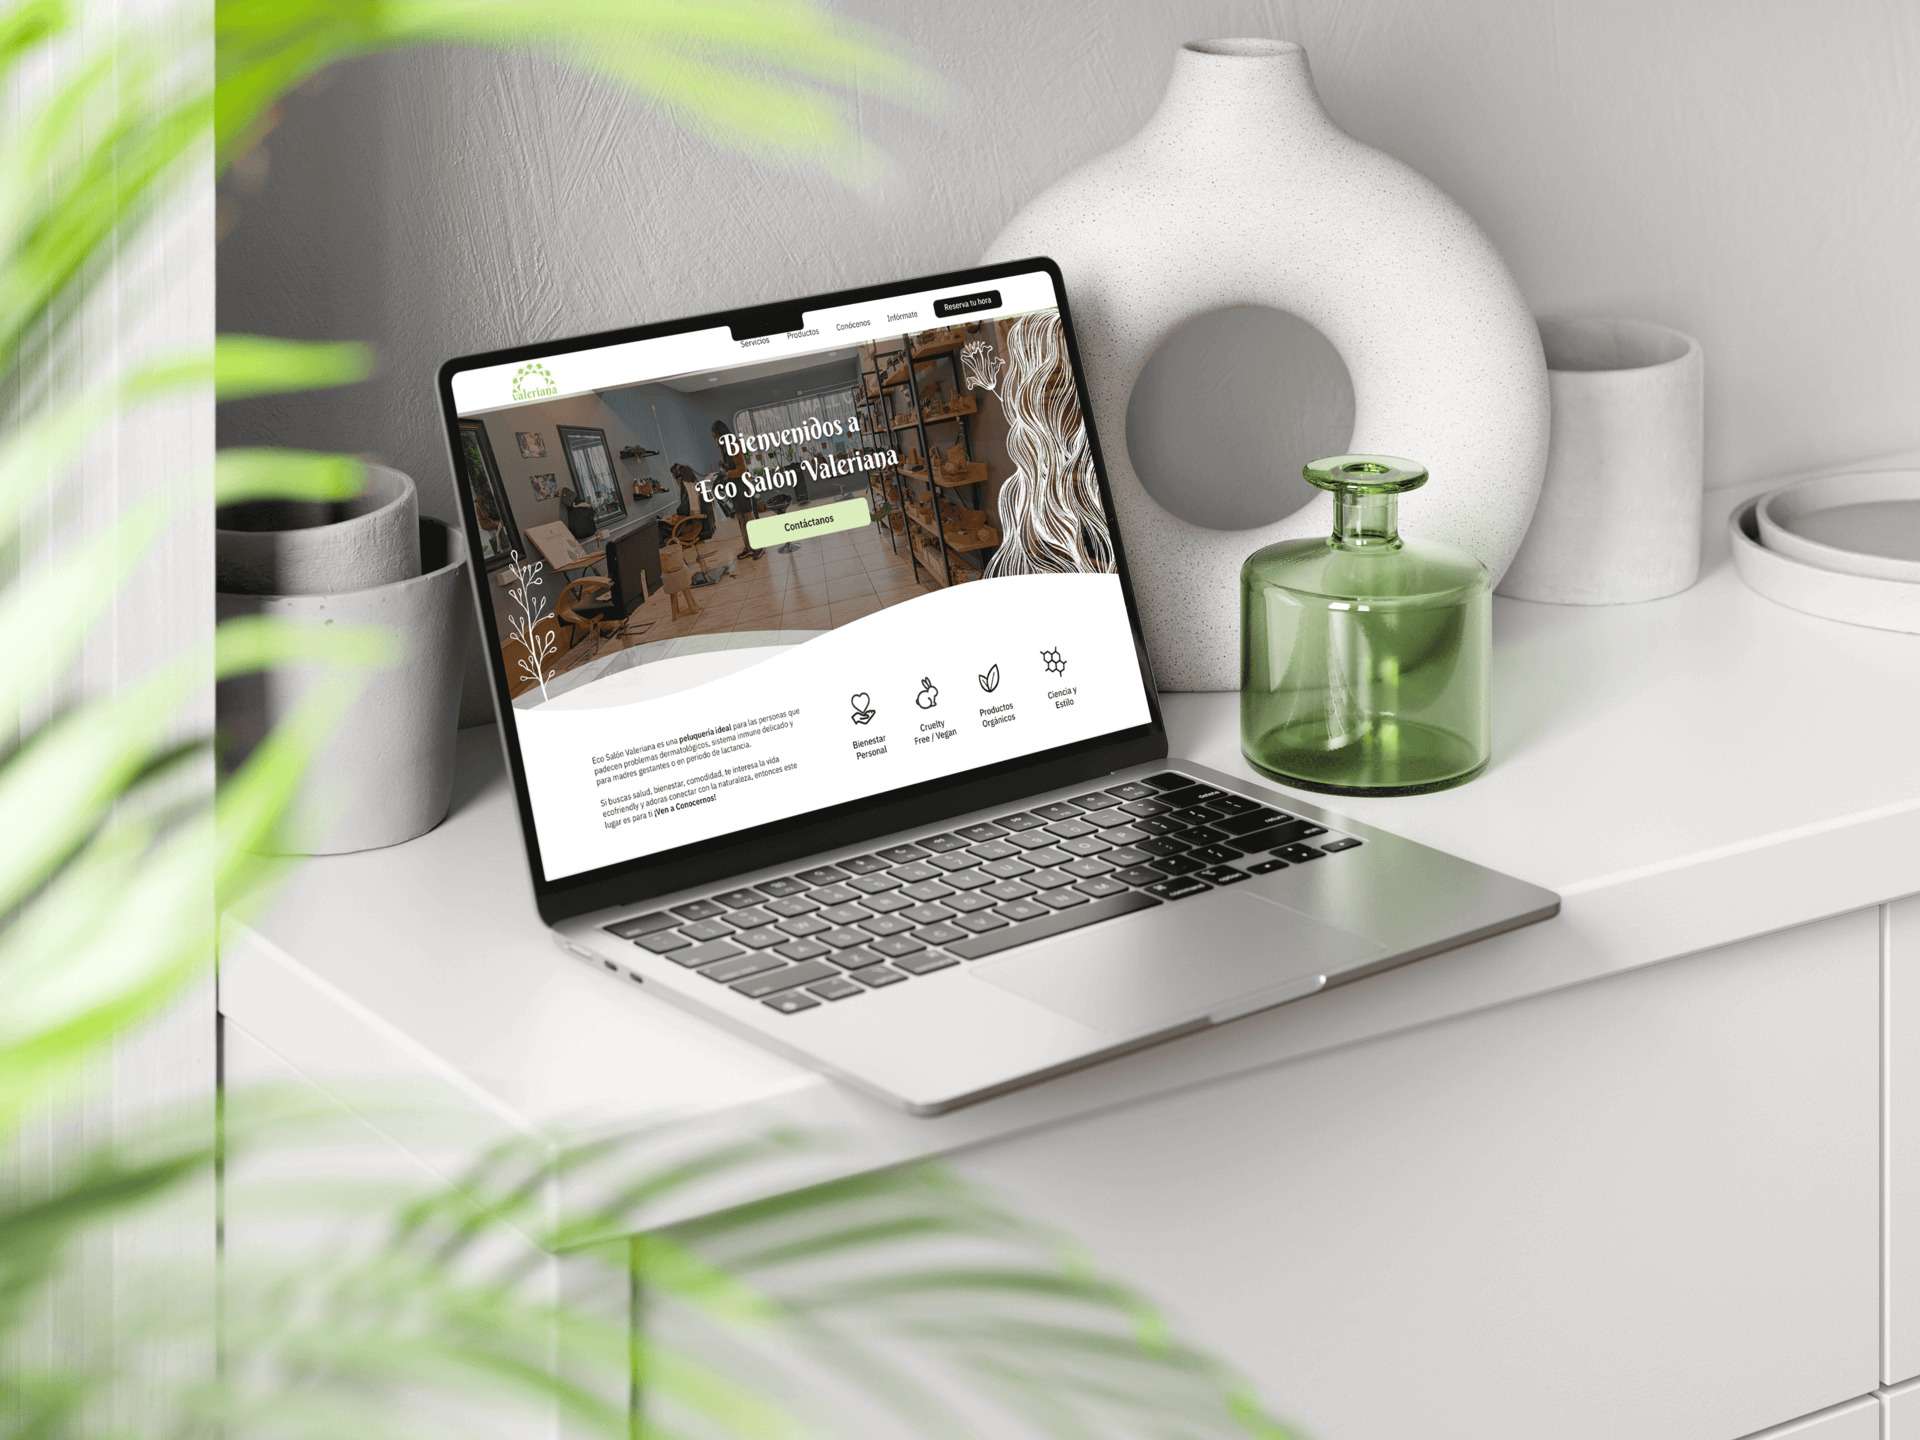 Servicios
Productos
Conócenos
Infórmate
Reserva tu hora
valeriana
Bienvenidos a
Eco Salón Valeriana
Contáctanos
Eco Salón Valeriana es una peluquería ideal para las personas que
padecen problemas dermatológicos, sistema inmune delicado y
para madres gestantes o en periodo de lactancia.
Si buscas salud, bienestar, comodidad, te interesa la vida
ecofriendly y adoras conectar con la naturaleza, entonces este
lugar es para ti ¡Ven a Conocernos!
Bienestar
Personal
Cruelty
Free / Vegan
Productos
Orgánicos
Ciencia y
Estilo